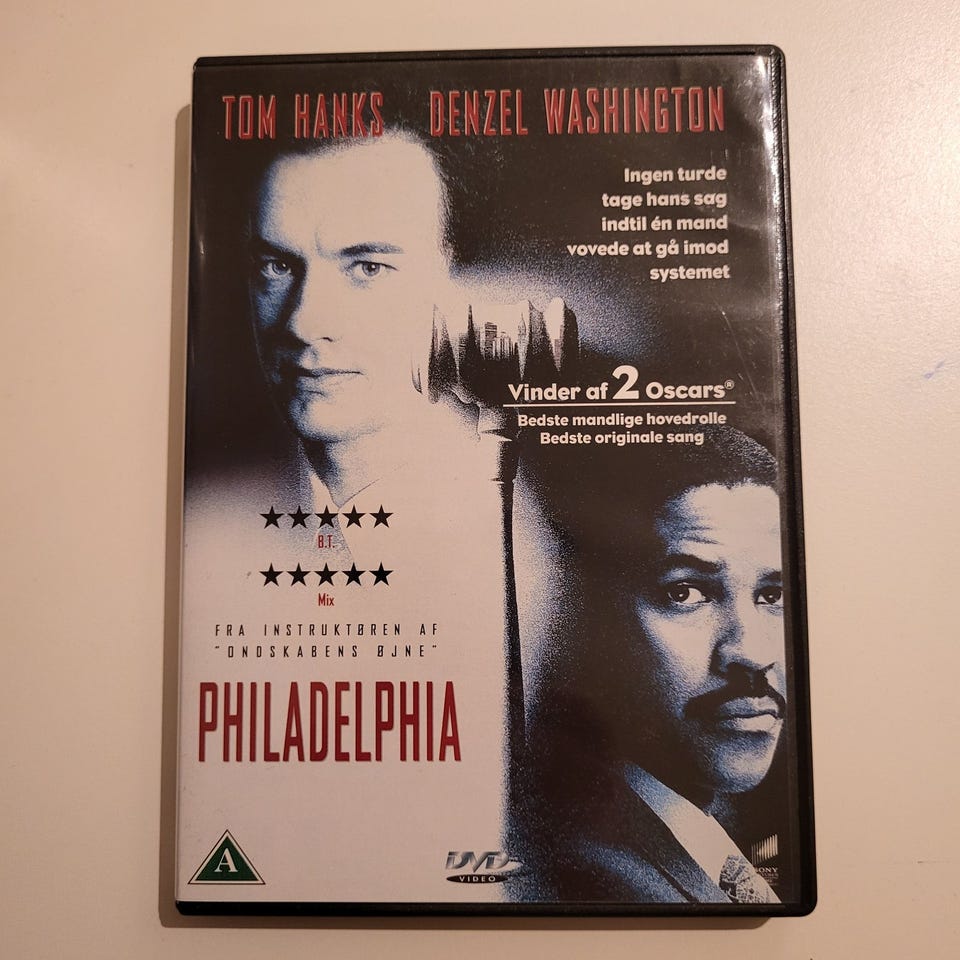 TOM HANKS DENZEL WASHINGTON
Ingen turde
tage hans sag
indtil én mand
vovede at gå imod
systemet
Vinder af 2 Oscars®
Bedste mandlige hovedrolle
Bedste originale sang
B.T.
Mix
FRA INSTRUKTØREN AF
"ONDSKABENS ØJNE"
PHILADELPHIA
A
DVD
VIDEO
SONY